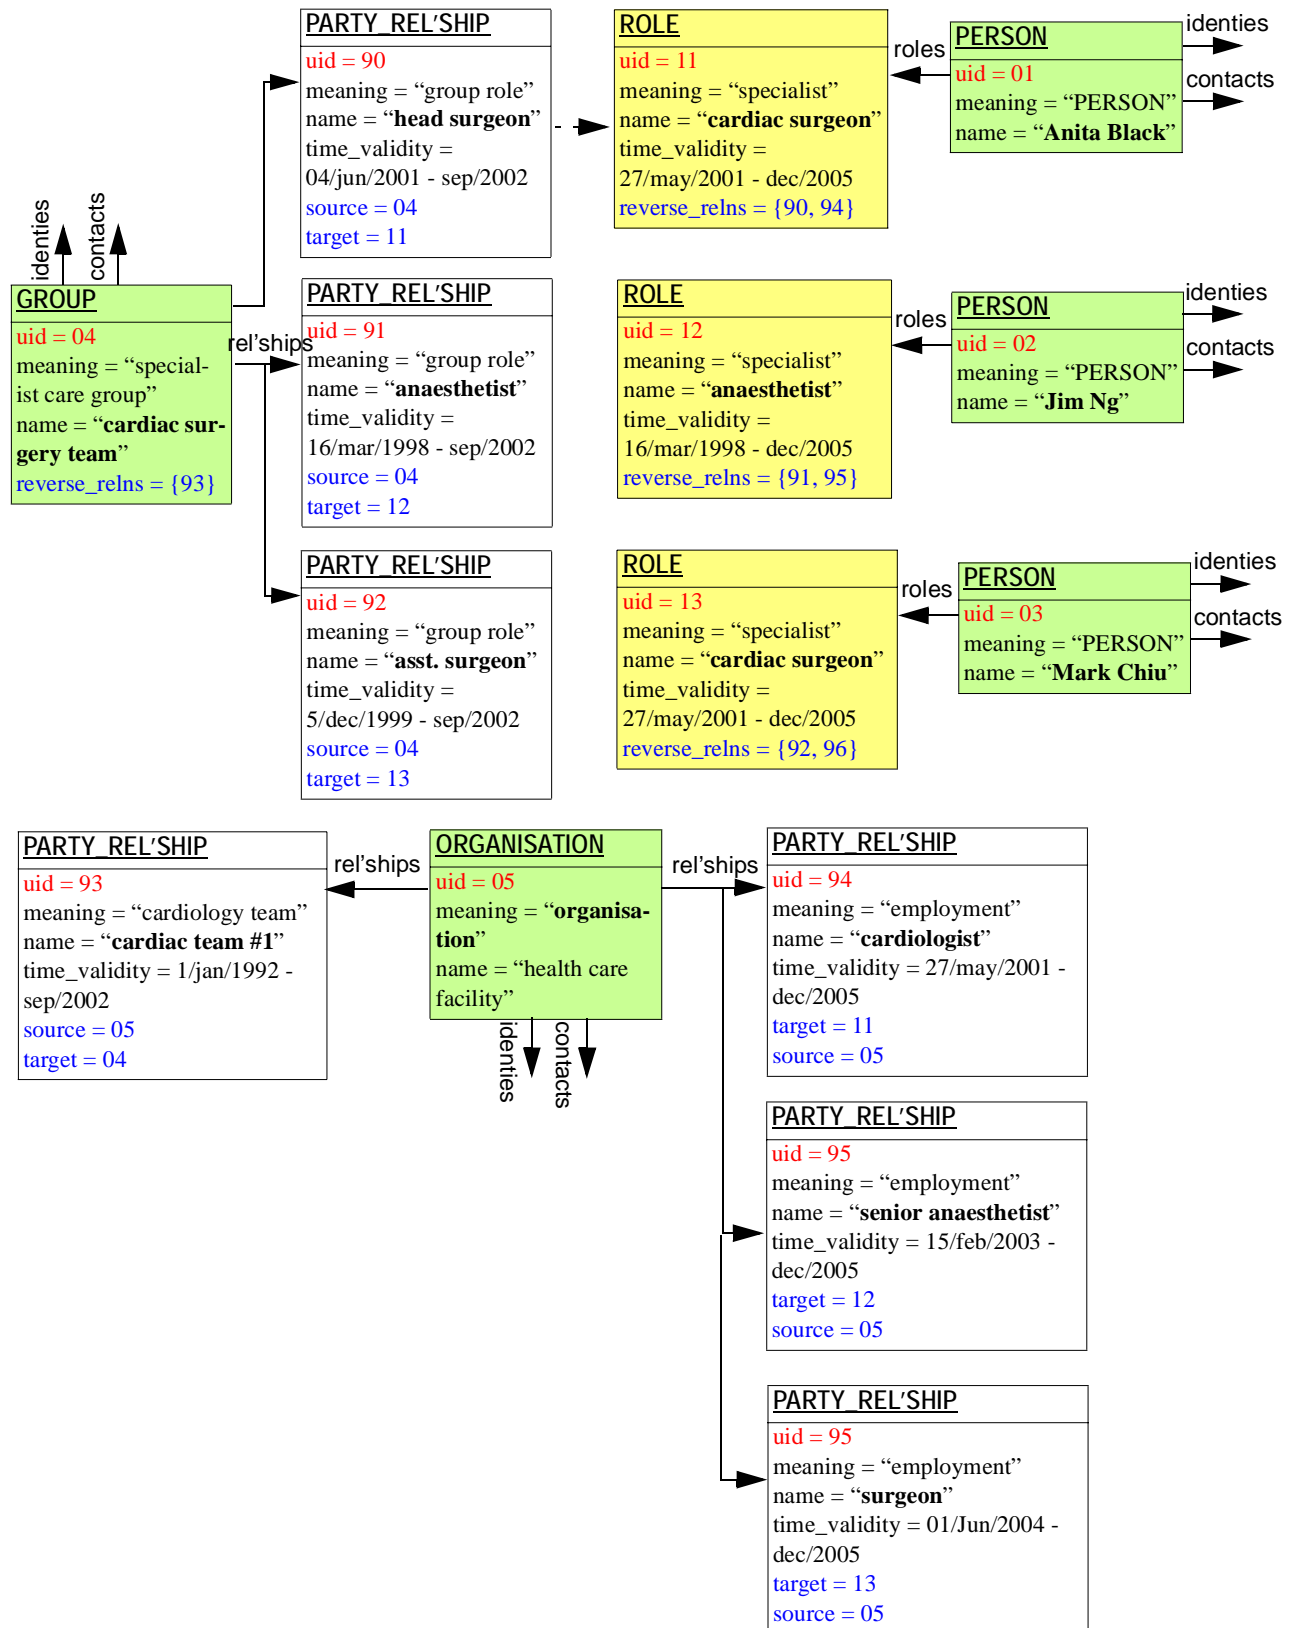 PARTY_REL'SHIP
uid = 90
meaning = “group role”
name = “head surgeon”
time_validity =
04/jun/2001 - sep/2002
source = 04
target = 11
ROLE
uid = 11
meaning = “specialist”
name = “cardiac surgeon”
time_validity =
27/may/2001 - dec/2005
reverse_relns = {90, 94}
roles
PERSON
uid = 01
meaning = “PERSON”
name = “Anita Black”
identies
contacts
identies
contacts
GROUP
uid = 04
meaning = “special-
ist care group”
name = “cardiac sur-
gery team”
reverse_relns = {93}
rel'ships
PARTY_REL'SHIP
uid = 91
meaning = “group role”
name = “anaesthetist”
time_validity =
16/mar/1998 - sep/2002
source = 04
target = 12
ROLE
uid = 12
meaning = “specialist”
name = “anaesthetist”
time_validity =
16/mar/1998 - dec/2005
reverse_relns = {91, 95}
roles
PERSON
uid = 02
meaning = “PERSON”
name = “Jim Ng”
identies
contacts
PARTY_REL'SHIP
uid = 92
meaning = “group role”
name = “asst. surgeon”
time_validity =
5/dec/1999 - sep/2002
source = 04
target = 13
ROLE
uid = 13
meaning = “specialist”
name = “cardiac surgeon”
time_validity =
27/may/2001 - dec/2005
reverse_relns = {92, 96}
roles
PERSON
uid = 03
meaning = “PERSON”
name = “Mark Chiu”
identies
contacts
PARTY_REL'SHIP
uid = 93
meaning = “cardiology team”
name = “cardiac team #1”
time_validity = 1/jan/1992 -
sep/2002
source = 05
target = 04
rel'ships
ORGANISATION
uid = 05
meaning = “organisa-
tion”
name = “health care
facility”
identies
contacts
rel'ships
PARTY_REL'SHIP
uid = 94
meaning = “employment”
name = “cardiologist”
time_validity = 27/may/2001 -
dec/2005
target = 11
source = 05
PARTY_REL'SHIP
uid = 95
meaning = “employment”
name = “senior anaesthetist”
time_validity = 15/feb/2003 -
dec/2005
target = 12
source = 05
PARTY_REL'SHIP
uid = 95
meaning = “employment”
name = “surgeon”
time_validity = 01/Jun/2004 -
dec/2005
target = 13
source = 05